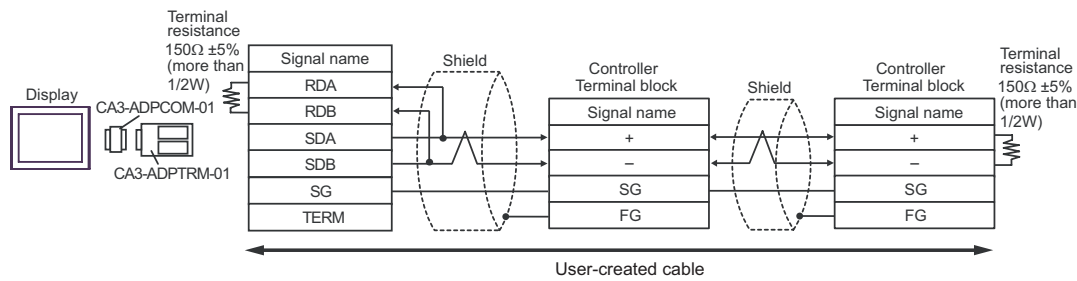 Terminal
resistance
150Ω ±5%
(more than
1/2W)
Display
CA3-ADPCOM-01
CA3-ADPTRM-01
Signal name
RDA
RDB
SDA
SDB
SG
TERM
Shield
Controller
Terminal block
Signal name
+
–
SG
FG
Shield
Controller
Terminal block
Signal name
+
–
SG
FG
Terminal
resistance
150Ω ±5%
(more than
1/2W)
User-created cable